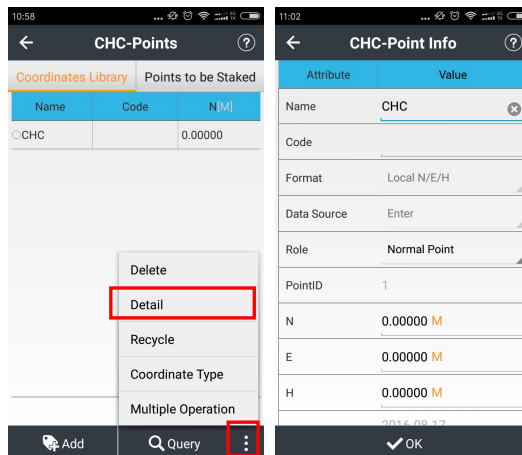 10:58 ...
CHC-Points ?
Coordinates Library Points to be Staked
Name Code N[M]
CHC 0.00000
Delete
Detail
Recycle
Coordinate Type
Multiple Operation
Add Query
11:02 ...
CHC-Point Info ?
Attribute Value
Name CHC
Code
Format Local N/E/H
Data Source Enter
Role Normal Point
PointID 1
N 0.00000 M
E 0.00000 M
H 0.00000 M
2016-08-17
OK